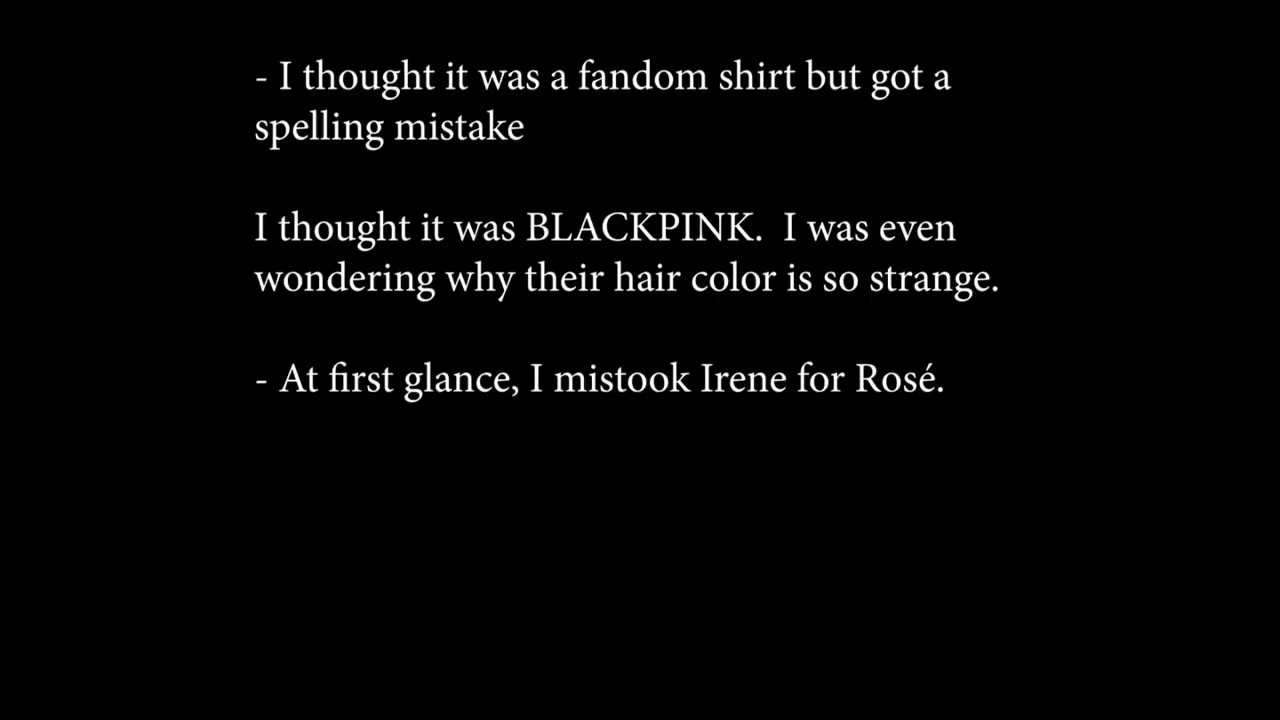 - I thought it was a fandom shirt but got a
spelling mistake
I thought it was BLACKPINK.  I was even
wondering why their hair color is so strange.
- At first glance, I mistook Irene for Rosé.